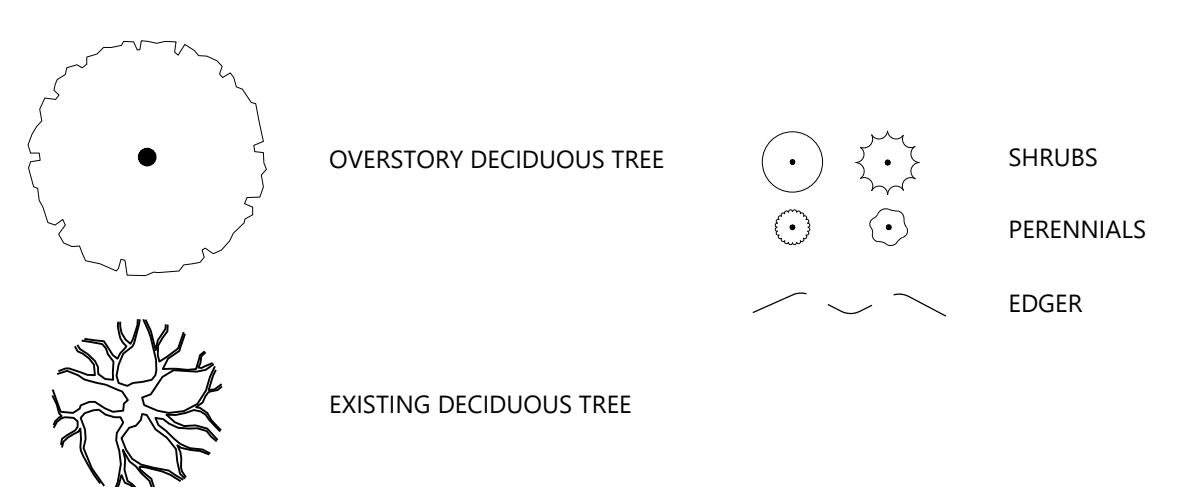 OVERSTORY DECIDUOUS TREE
EXISTING DECIDUOUS TREE
SHRUBS
PERENNIALS
EDGER